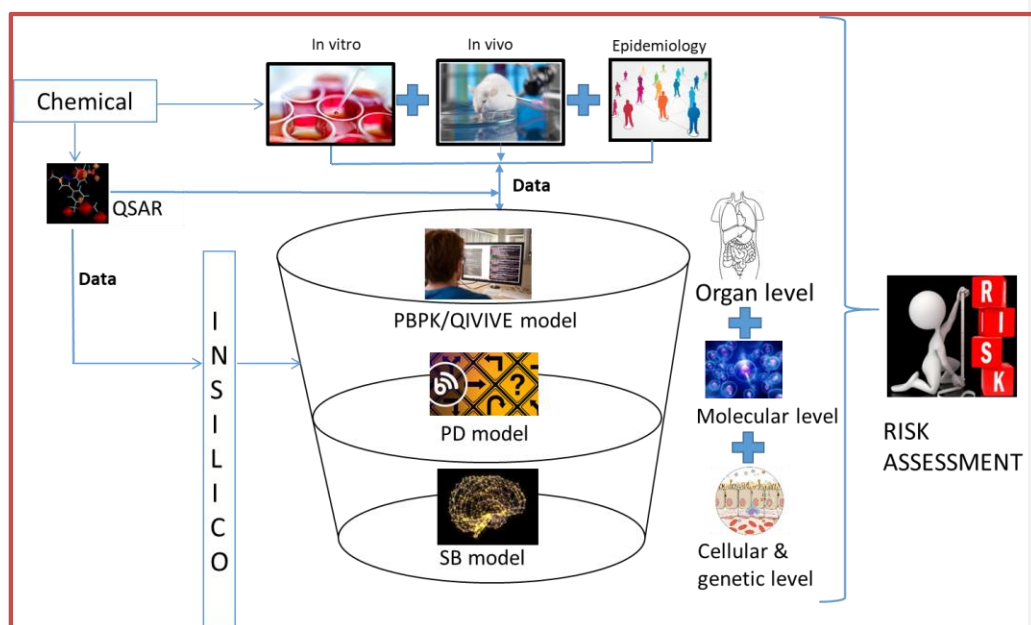 In vitro
In vivo
Epidemiology
Chemical
Data
QSAR
Data
I
N
S
I
L
I
C
O
PBPK/QIVIVE model
PD model
?
SB model
Organ level
Molecular level
Cellular &
genetic level
R
I
S
K
RISK
ASSESSMENT